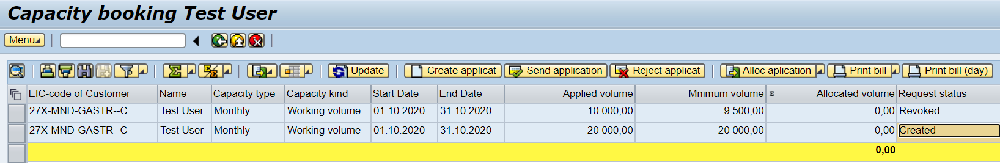 Capacity booking Test User
Menu
Update Create applicat Send application Reject applicat Alloc aplication Print bill Print bill (day)
EIC-code of Customer Name Capacity type Capacity kind Start Date End Date Applied volume Mnimum volume Σ Allocated volume Request status
27X-MND-GASTR--C Test User Monthly Working volume 01.10.2020 31.10.2020 10 000,00 9 500,00 0,00 Revoked
27X-MND-GASTR--C Test User Monthly Working volume 01.10.2020 31.10.2020 20 000,00 20 000,00 0,00 Created
0,00